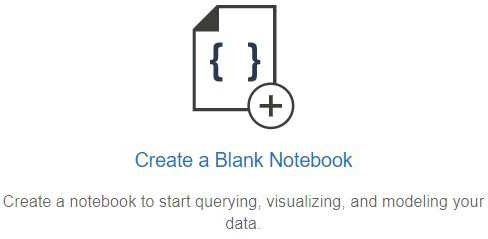 { }
Create a Blank Notebook
Create a notebook to start querying, visualizing, and modeling your
data.